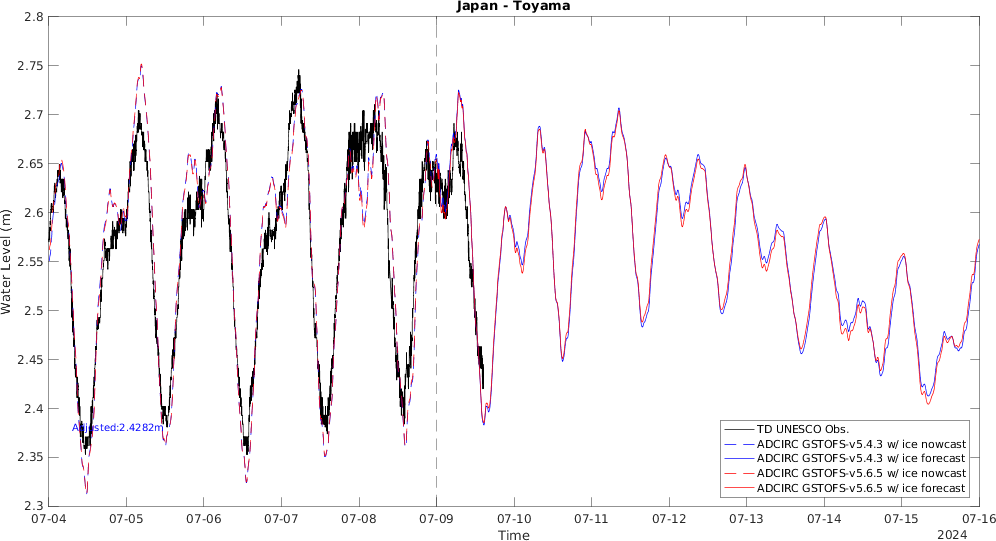 Japan - Toyama
2.8
2.75
2.7
2.65
2.6
2.55
2.5
2.45
2.4
2.35
2.3
Water Level (m)
Adjusted:2.4282m
TD UNESCO Obs.
ADCIRC GSTOFS-v5.4.3 w/ ice nowcast
ADCIRC GSTOFS-v5.4.3 w/ ice forecast
ADCIRC GSTOFS-v5.6.5 w/ ice nowcast
ADCIRC GSTOFS-v5.6.5 w/ ice forecast
07-04 07-05 07-06 07-07 07-08 07-09 07-10 07-11 07-12 07-13 07-14 07-15 07-16
Time
2024